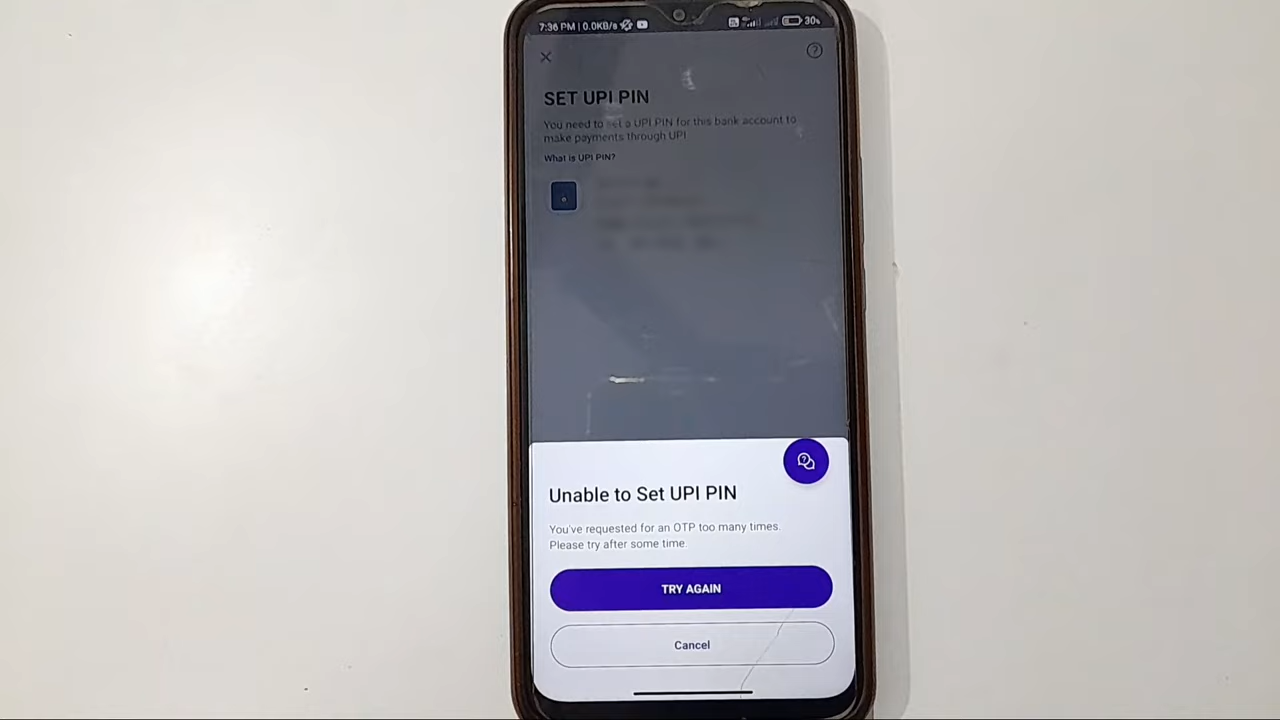 7:36 PM | 0.0KB/s
30%
SET UPI PIN
You need to set a UPI PIN for this bank account to
make payments through UPI
What is UPI PIN?
Unable to Set UPI PIN
You've requested for an OTP too many times.
Please try after some time.
TRY AGAIN
Cancel